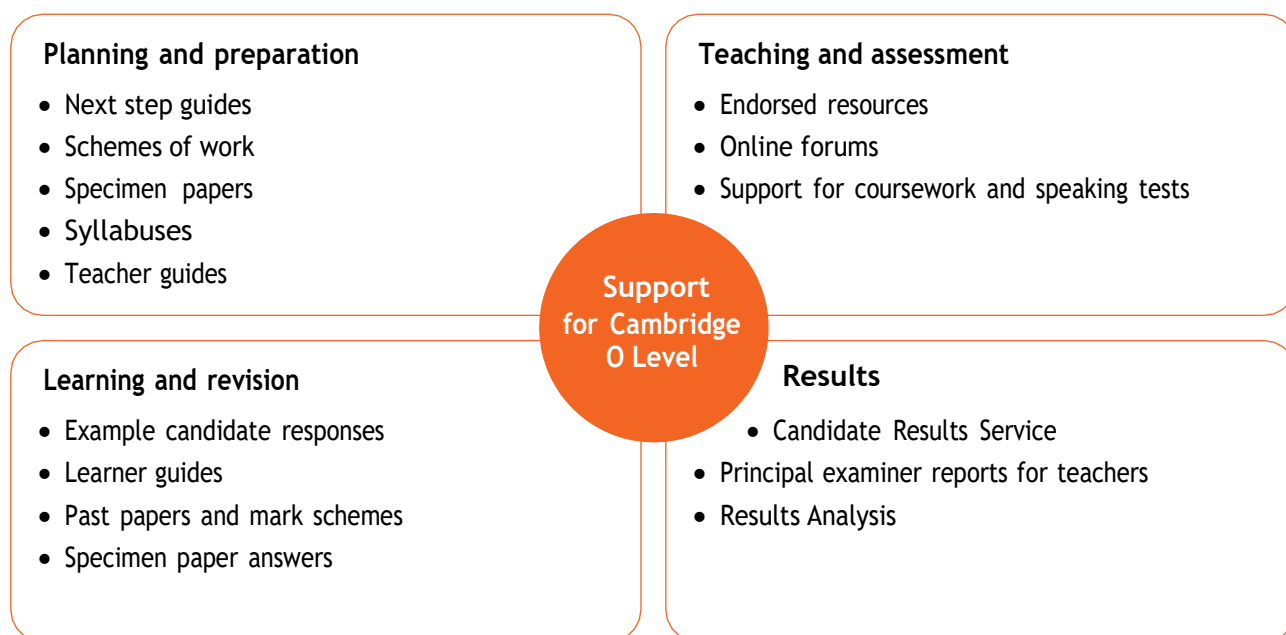 Planning and preparation
• Next step guides
• Schemes of work
• Specimen papers
• Syllabuses
• Teacher guides
Teaching and assessment
• Endorsed resources
• Online forums
• Support for coursework and speaking tests
Support
for Cambridge
O Level
Learning and revision
• Example candidate responses
• Learner guides
• Past papers and mark schemes
• Specimen paper answers
Results
• Candidate Results Service
• Principal examiner reports for teachers
• Results Analysis